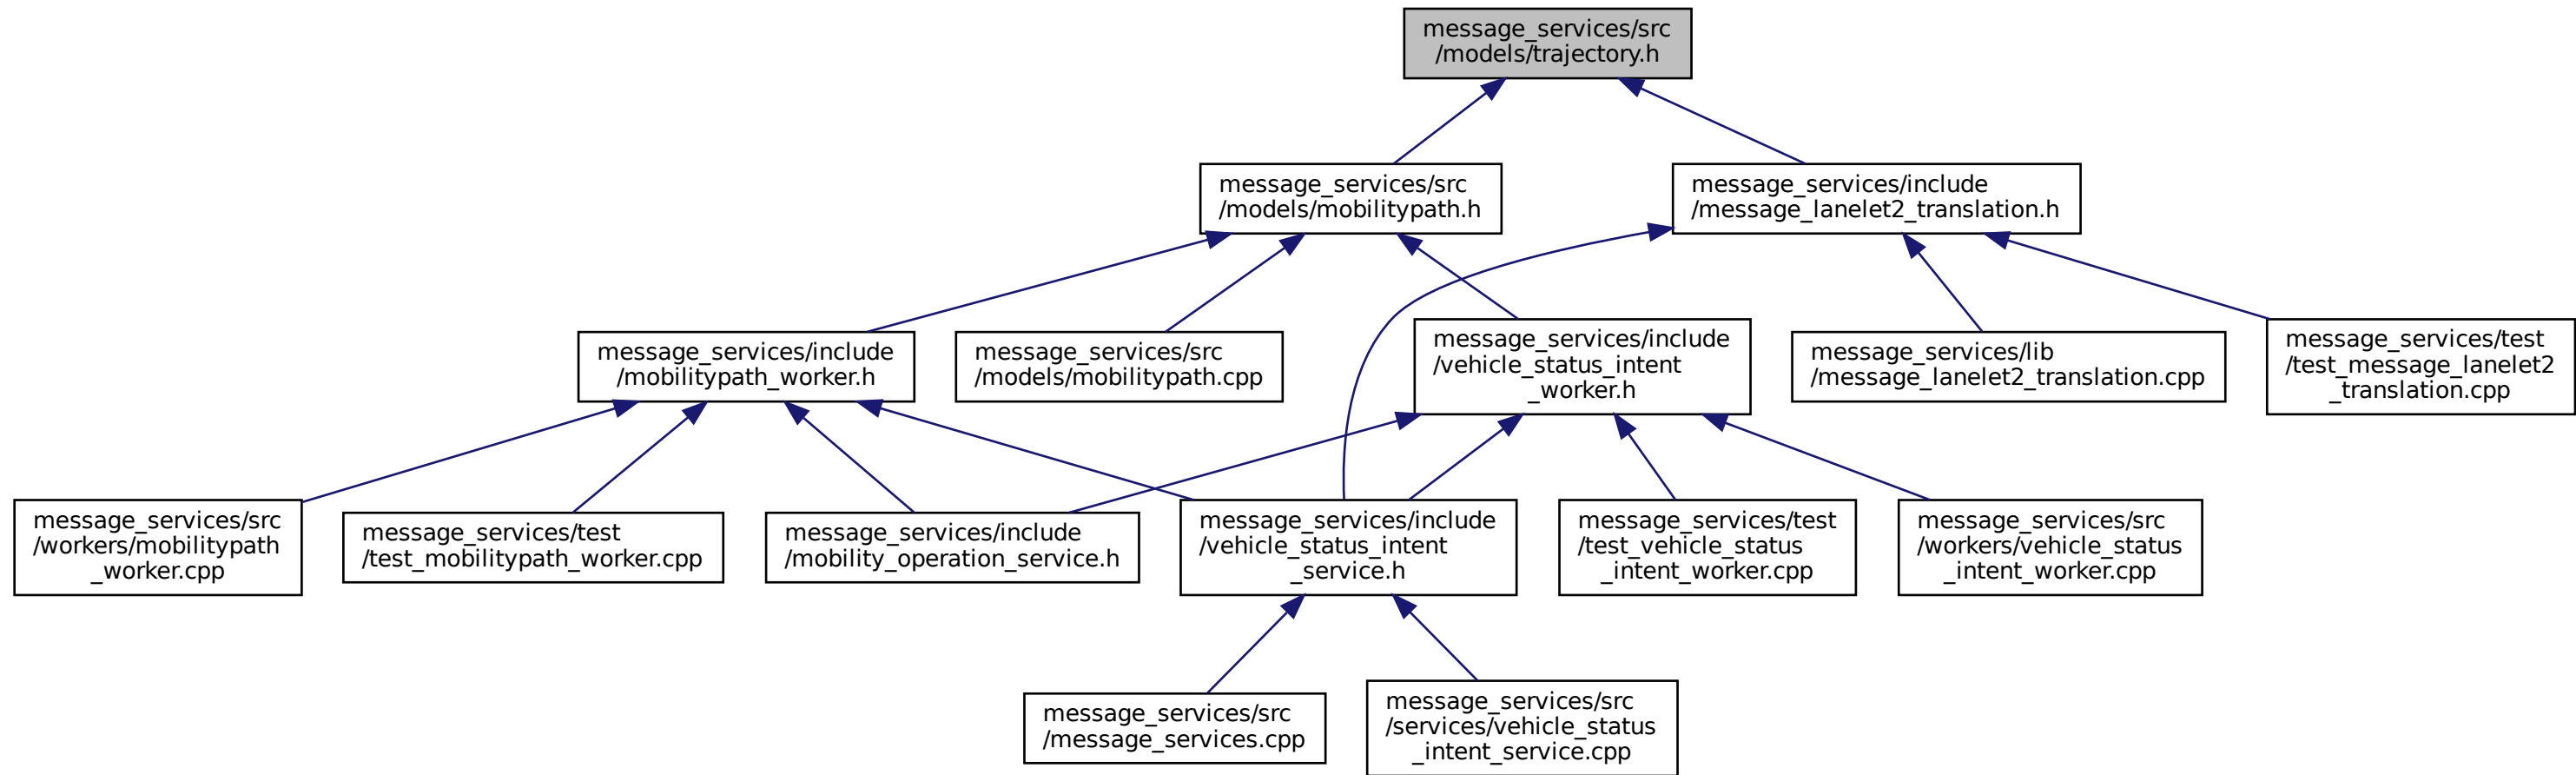 message_services/src
/models/trajectory.h
message_services/src
/models/mobilitypath.h
message_services/include
/message_lanelet2_translation.h
message_services/include
/mobilitypath_worker.h
message_services/src
/models/mobilitypath.cpp
message_services/include
/vehicle_status_intent
_worker.h
message_services/lib
/message_lanelet2_translation.cpp
message_services/test
/test_message_lanelet2
_translation.cpp
message_services/src
/workers/mobilitypath
_worker.cpp
message_services/test
/test_mobilitypath_worker.cpp
message_services/include
/mobility_operation_service.h
message_services/include
/vehicle_status_intent
_service.h
message_services/test
/test_vehicle_status
_intent_worker.cpp
message_services/src
/workers/vehicle_status
_intent_worker.cpp
message_services/src
/message_services.cpp
message_services/src
/services/vehicle_status
_intent_service.cpp